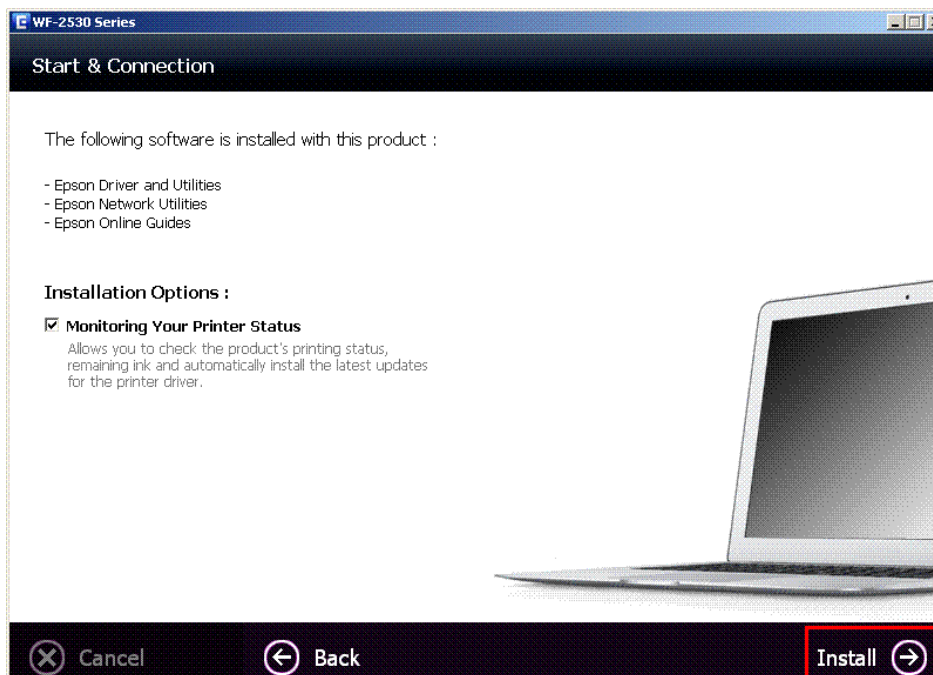 WF-2530 Series
Start & Connection
The following software is installed with this product :
- Epson Driver and Utilities
- Epson Network Utilities
- Epson Online Guides
Installation Options :
Monitoring Your Printer Status
Allows you to check the product's printing status,
remaining ink and automatically install the latest updates
for the printer driver.
Cancel
Back
Install